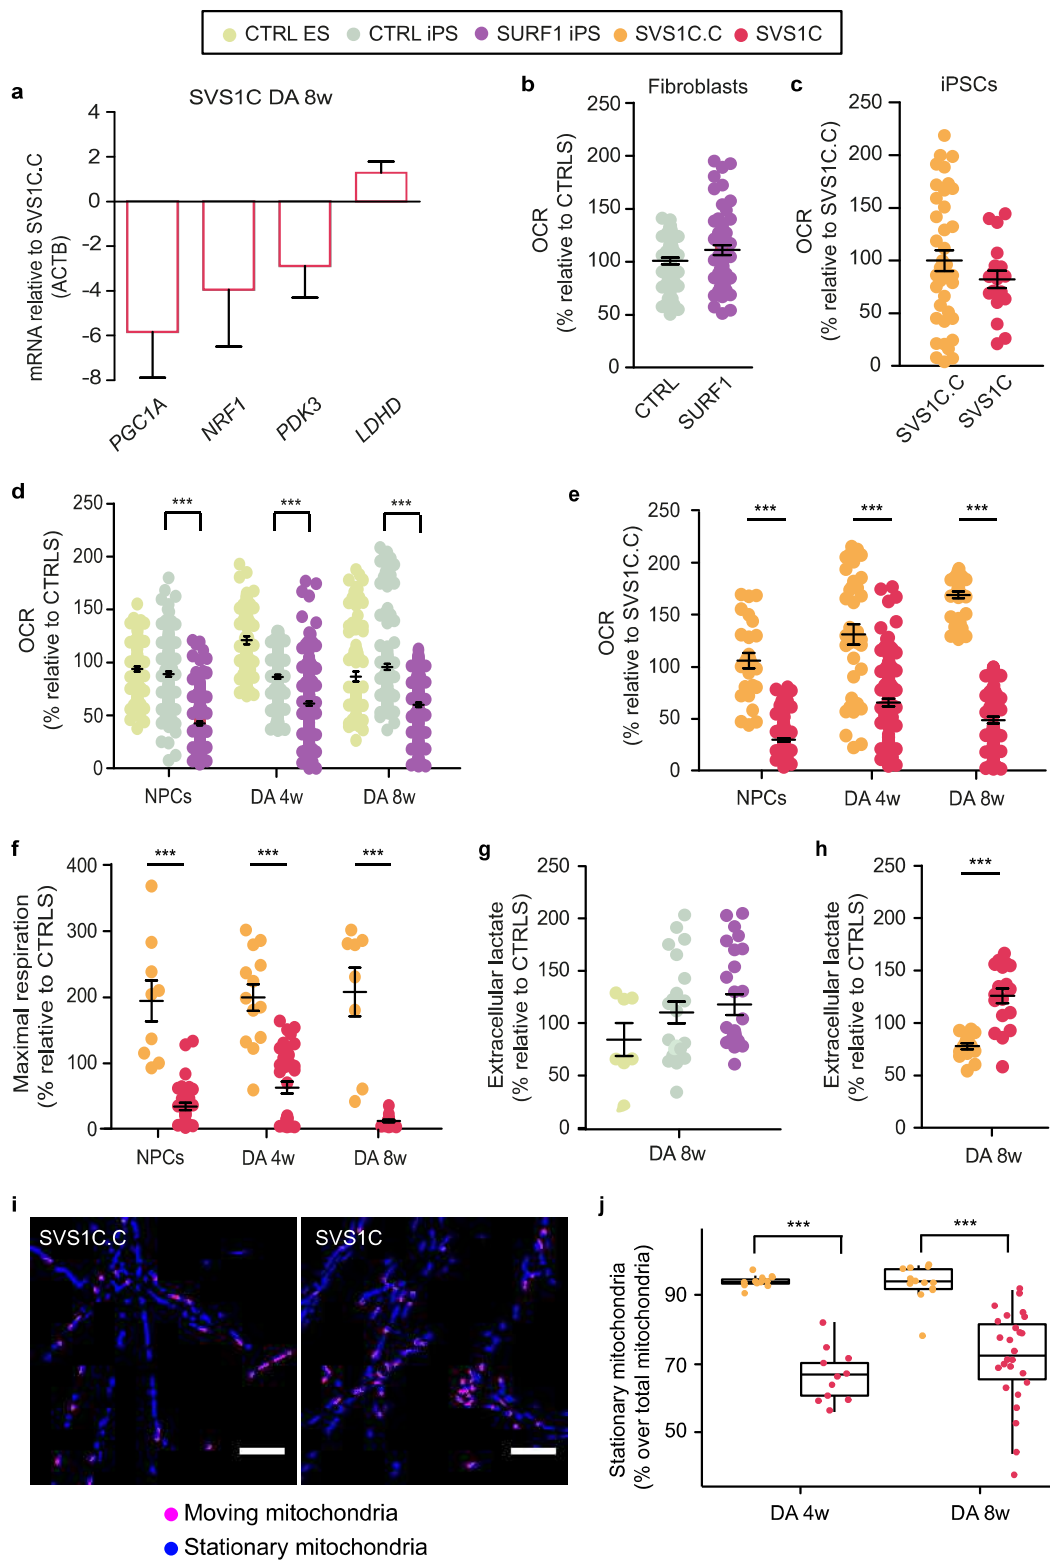 CTRL ES CTRL iPS SURF1 iPS SVS1C.C SVS1C
a
SVS1C DA 8w
mRNA relative to SVS1C.C
(ACTB)
4
2
0
-2
-4
-6
-8
PGC1A NRF1 PDK3 LDHD
b
Fibroblasts
OCR
(% relative to CTRLS)
250
200
150
100
50
0
CTRL SURF1
c
iPSCs
OCR
(% relative to SVS1C.C)
250
200
150
100
50
0
SVS1C.C SVS1C
d
OCR
(% relative to CTRLS)
250
200
150
100
50
0
*** *** ***
NPCs DA 4w DA 8w
e
OCR
(% relative to SVS1C.C)
250
200
150
100
50
0
*** *** ***
NPCs DA 4w DA 8w
f
Maximal respiration
(% relative to CTRLS)
400
300
200
100
0
*** *** ***
NPCs DA 4w DA 8w
g
Extracellular lactate
(% relative to CTRLS)
250
200
150
100
50
0
DA 8w
h
Extracellular lactate
(% relative to CTRLS)
250
200
150
100
50
0
***
DA 8w
i
SVS1C.C SVS1C
Moving mitochondria
Stationary mitochondria
j
Stationary mitochondria
(% over total mitochondria)
90
70
50
*** ***
DA 4w DA 8w